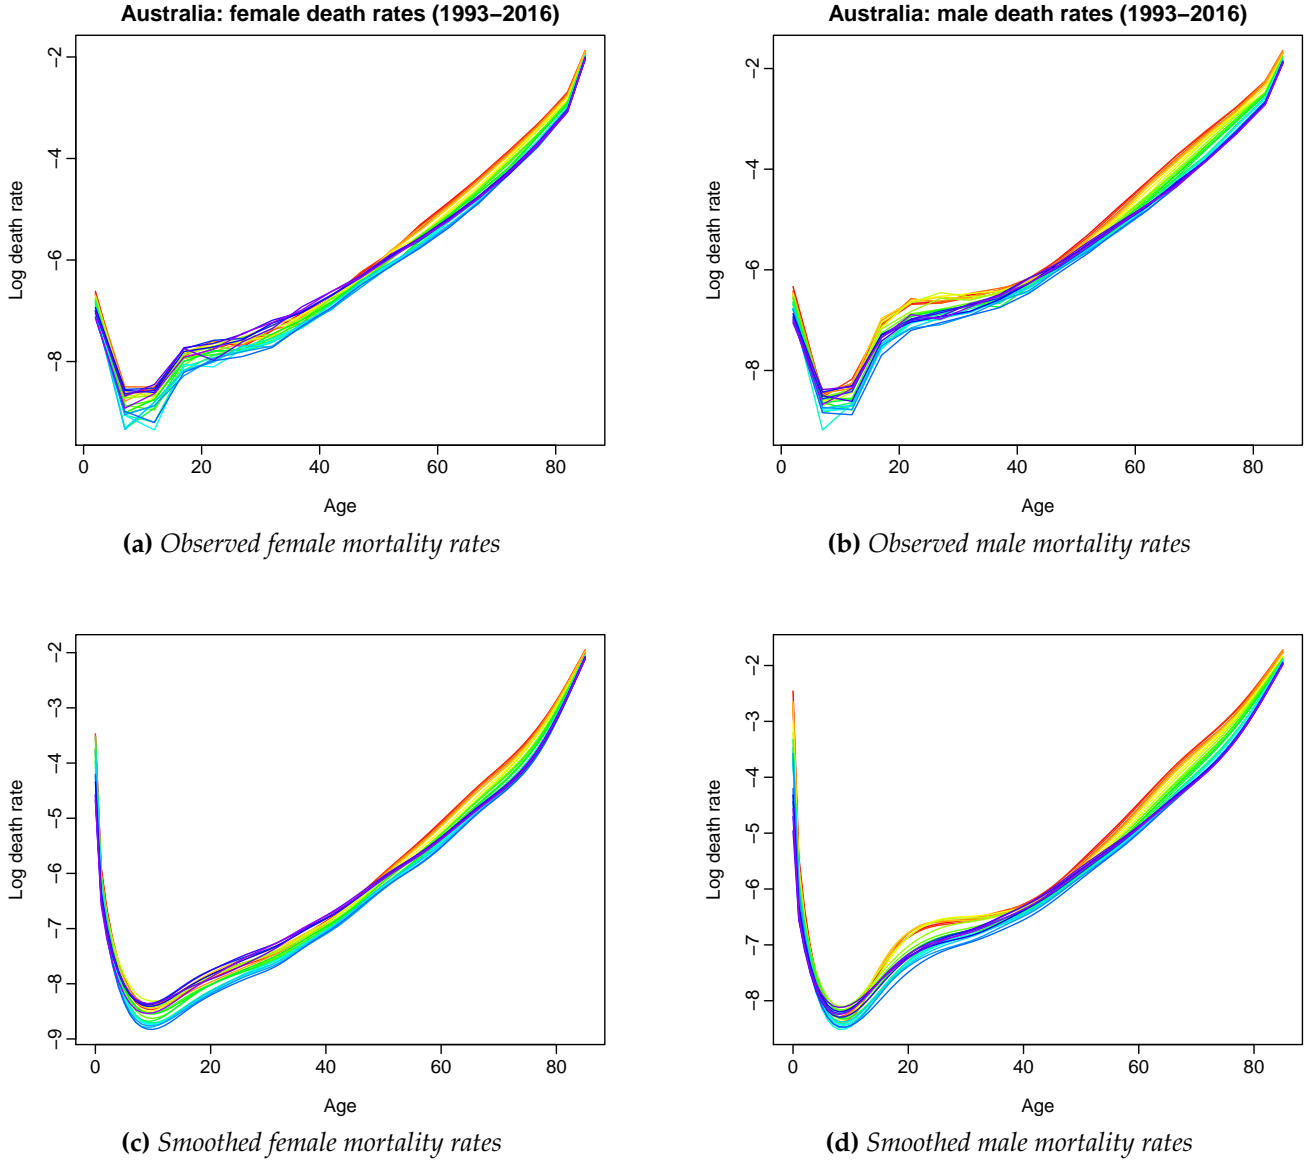 Australia: female death rates (1993−2016)
Log death rate
−2
−4
−6
−8
0 20 40 60 80
Age
(a) Observed female mortality rates
Australia: male death rates (1993−2016)
Log death rate
−2
−4
−6
−8
0 20 40 60 80
Age
(b) Observed male mortality rates
Log death rate
−2
−3
−4
−5
−6
−7
−8
−9
0 20 40 60 80
Age
(c) Smoothed female mortality rates
Log death rate
−2
−3
−4
−5
−6
−7
−8
0 20 40 60 80
Age
(d) Smoothed male mortality rates